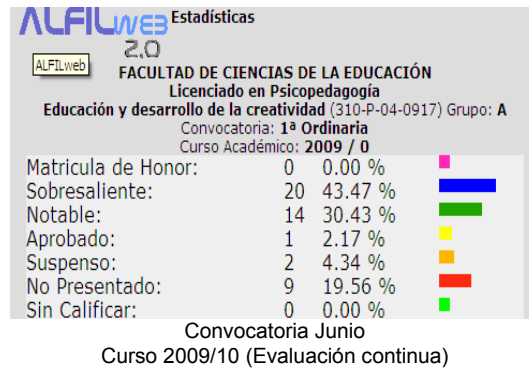 ALFILWEB Estadísticas
2.0
ALFILweb
FACULTAD DE CIENCIAS DE LA EDUCACIÓN
Licenciado en Psicopedagogía
Educación y desarrollo de la creatividad (310-P-04-0917) Grupo: A
Convocatoria: 1ª Ordinaria
Curso Académico: 2009 / 0
Matricula de Honor: 0 0.00 %
Sobresaliente: 20 43.47 %
Notable: 14 30.43 %
Aprobado: 1 2.17 %
Suspenso: 2 4.34 %
No Presentado: 9 19.56 %
Sin Calificar: 0 0.00 %
Convocatoria Junio
Curso 2009/10 (Evaluación continua)